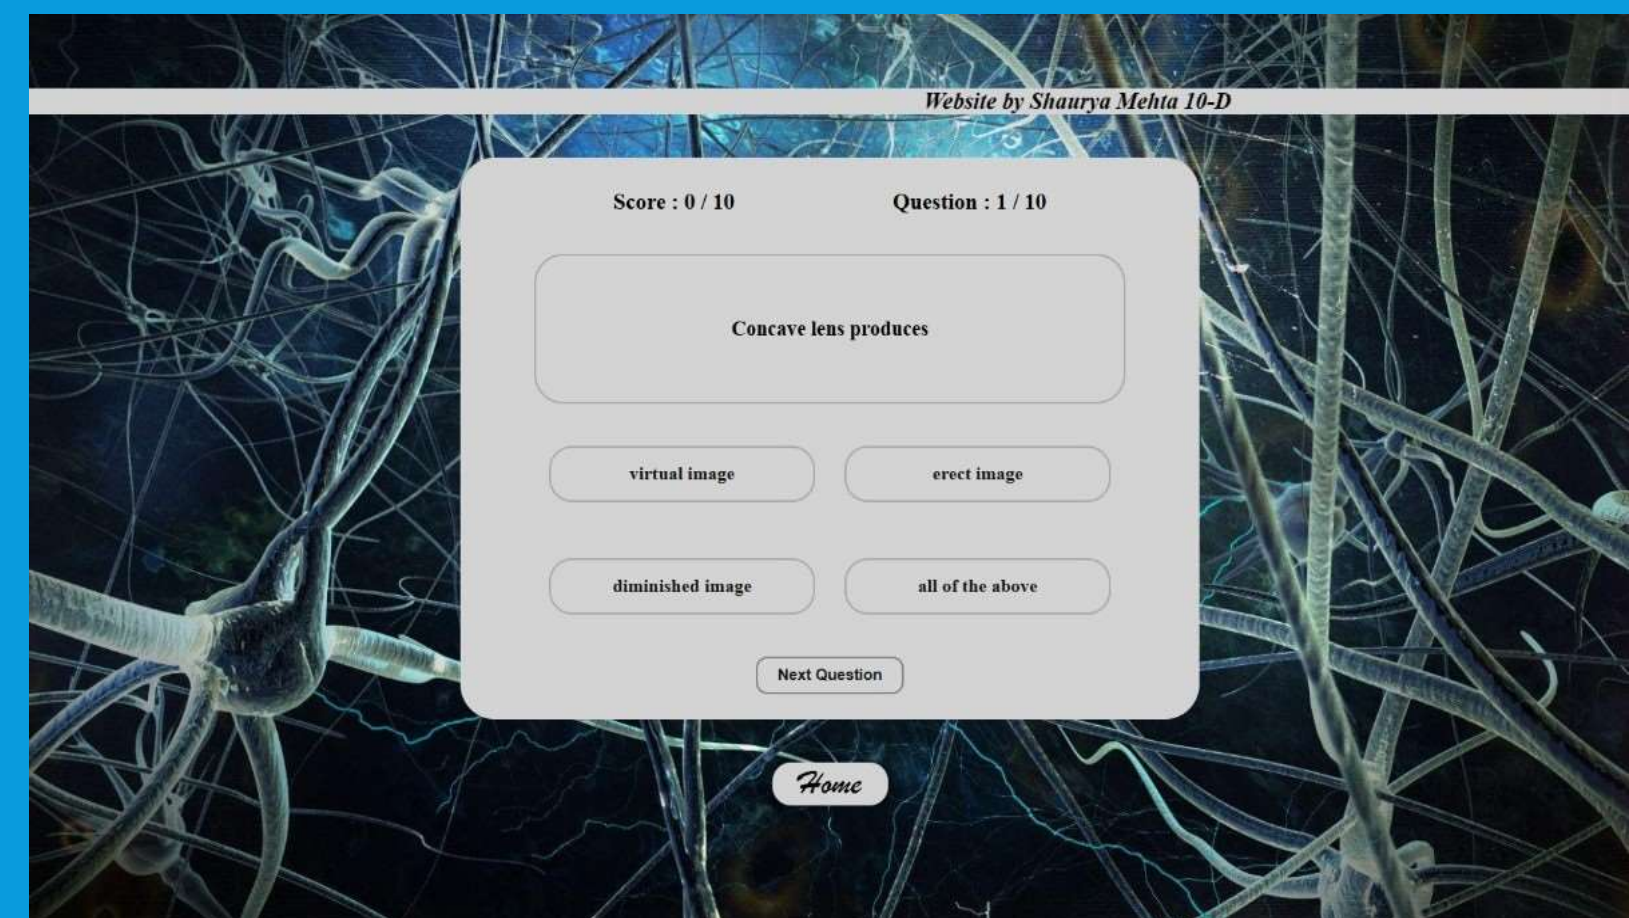 Website by Shaurya Mehta 10-D
Score : 0 / 10 Question : 1 / 10
Concave lens produces
virtual image erect image
diminished image all of the above
Next Question
Home